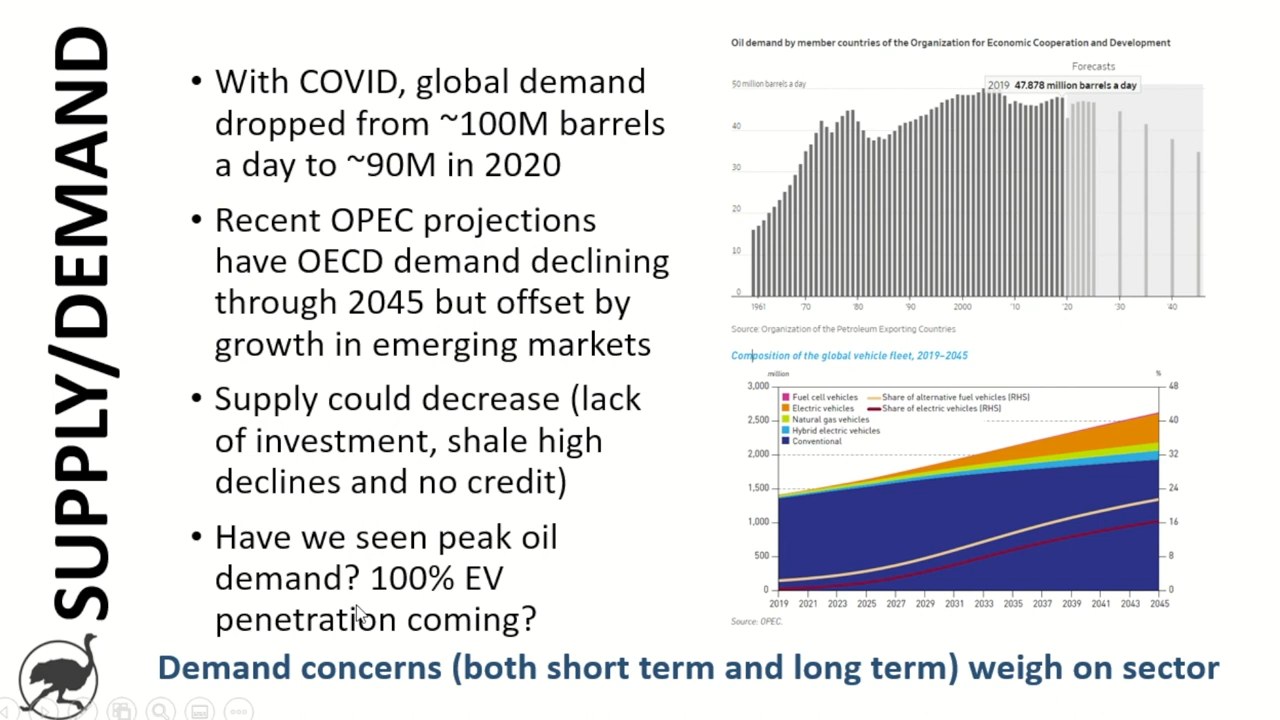 SUPPLY/DEMAND
• With COVID, global demand
dropped from ~100M barrels
a day to ~90M in 2020
• Recent OPEC projections
have OECD demand declining
through 2045 but offset by
growth in emerging markets
• Supply could decrease (lack
of investment, shale high
declines and no credit)
• Have we seen peak oil
demand? 100% EV
penetration coming?
Oil demand by member countries of the Organization for Economic Cooperation and Development
Forecasts
50 million barrels a day
2019 47.878 million barrels a day
40
30
20
10
0
1961 '70 '80 '90 2000 '10 '20 '30 '40
Source: Organization of the Petroleum Exporting Countries
Composition of the global vehicle fleet, 2019–2045
million %
3,000 48
Fuel cell vehicles Share of alternative fuel vehicles (RHS)
Electric vehicles Share of electric vehicles (RHS)
2,500 40
Natural gas vehicles
Hybrid electric vehicles
Conventional
2,000 32
1,500 24
1,000 16
500 8
0 0
2019 2021 2023 2025 2027 2029 2031 2033 2035 2037 2039 2041 2043 2045
Source: OPEC.
Demand concerns (both short term and long term) weigh on sector